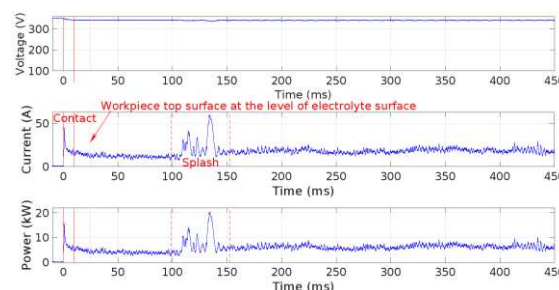 Voltage (V)
300
200
100
0 50 100 150 200 250 300 350 400 450
Time (ms)
Workpiece top surface at the level of electrolyte surface
Contact
Current (A)
50
0
Splash
0 50 100 150 200 250 300 350 400 450
Time (ms)
Power (kW)
20
10
0
0 50 100 150 200 250 300 350 400 450
Time (ms)